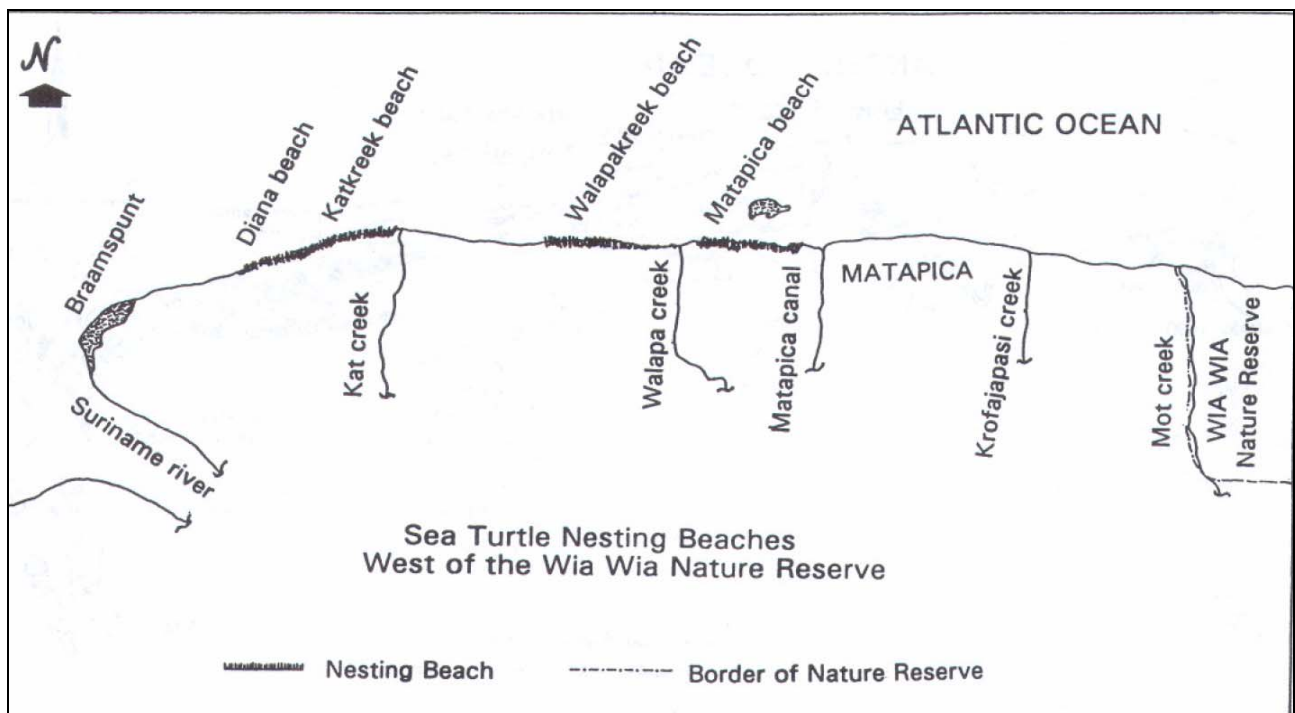 N
ATLANTIC OCEAN
Braamspunt
Diana beach
Katkreek beach
Walapakreek beach
Matapica beach
MATAPICA
Kat creek
Walapa creek
Matapica canal
Krofajapasi creek
Mot creek
WIA WIA
Nature Reserve
Suriname river
Sea Turtle Nesting Beaches
West of the Wia Wia Nature Reserve
Nesting Beach
Border of Nature Reserve